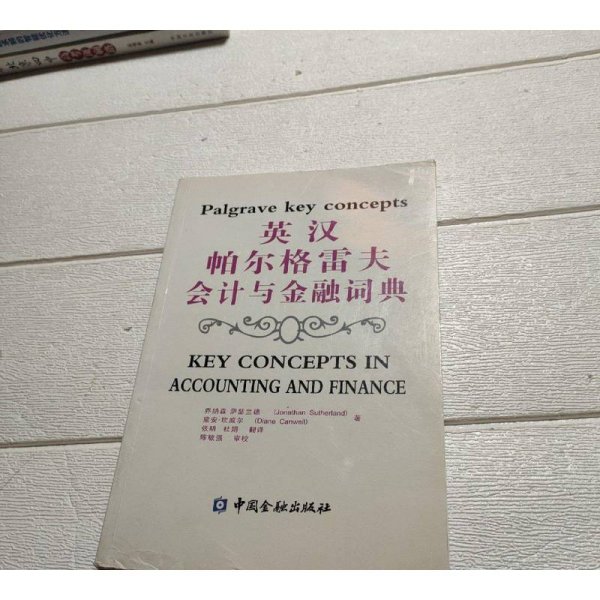 Palgrave key concepts
英汉
帕尔格雷夫
会计与金融词典
KEY CONCEPTS IN
ACCOUNTING AND FINANCE
乔纳森·萨瑟兰德 (Jonathan Sutherland)
黛安·坎威尔 (Diane Canwell) 著
翻译
审校
中国金融出版社